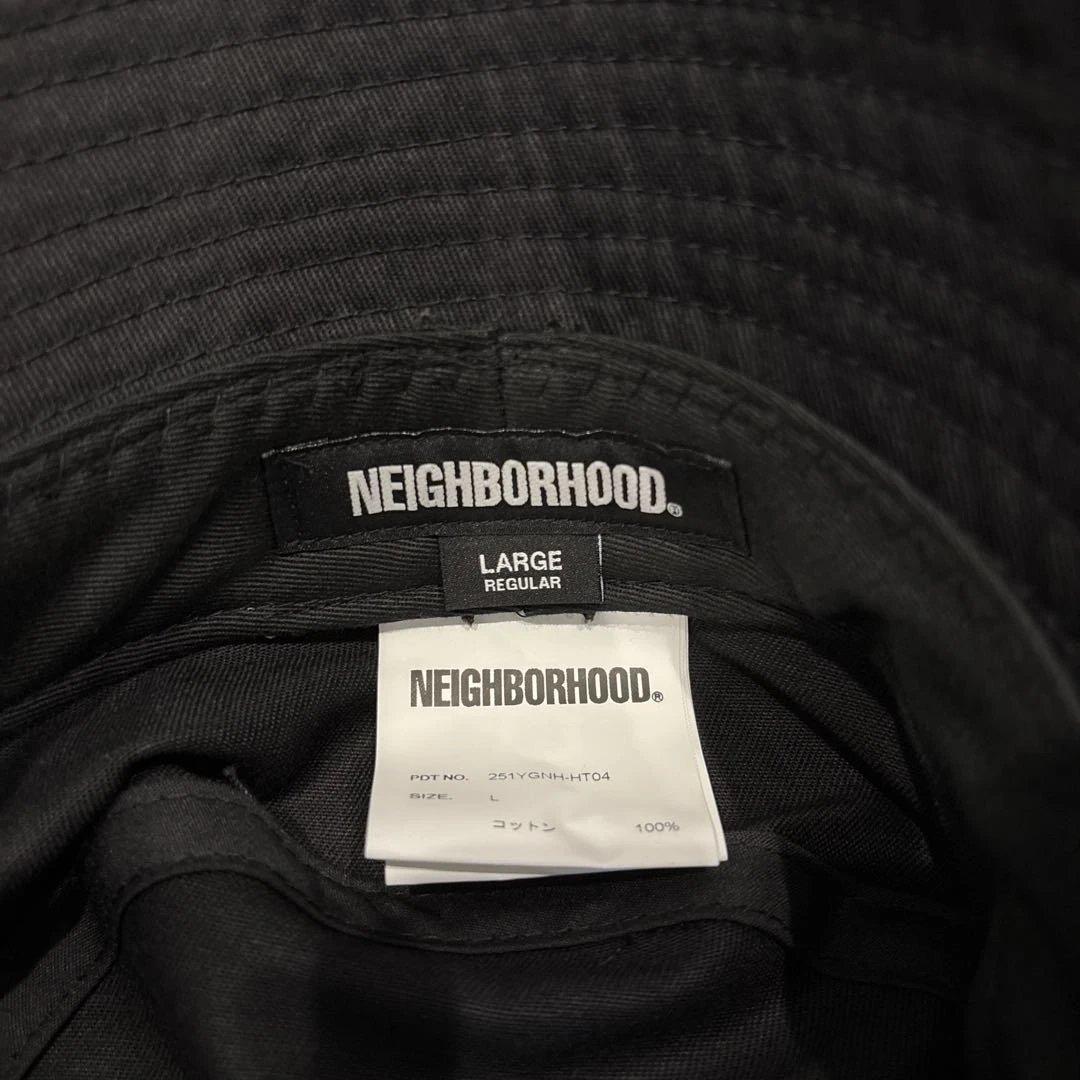 NEIGHBORHOOD®
LARGE
REGULAR
NEIGHBORHOOD®
PDT NO. 251YGNH-HT04
SIZE. L
コットン 100%